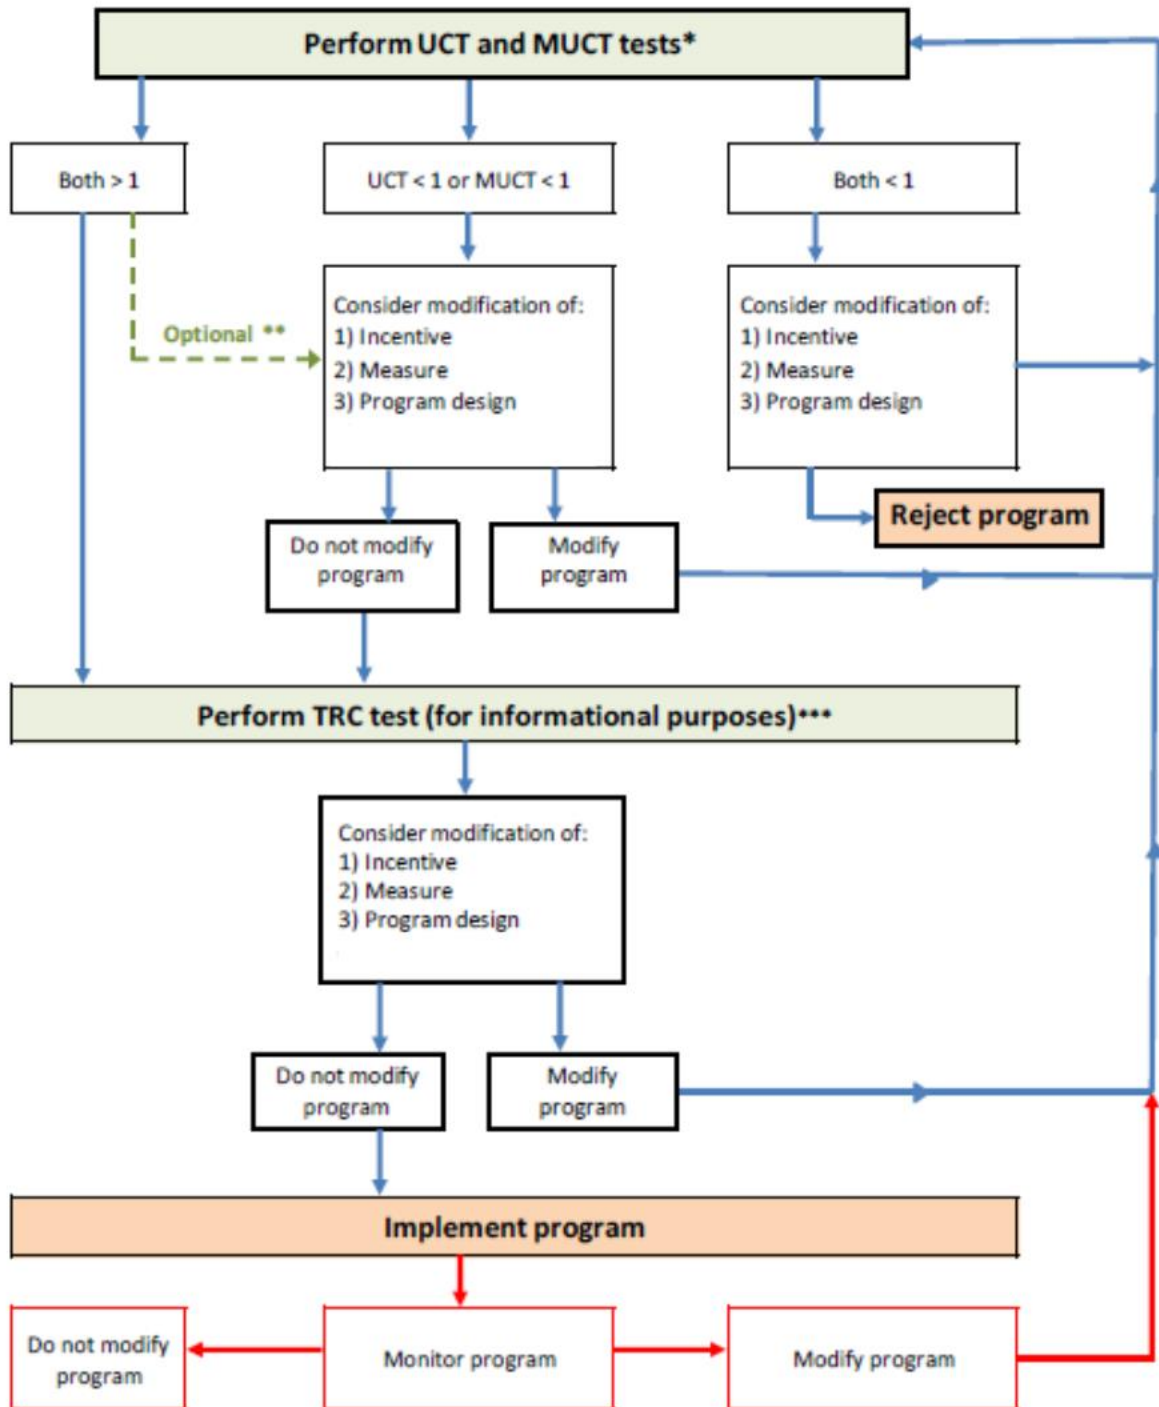 Perform UCT and MUCT tests*
Both > 1
UCT < 1 or MUCT < 1
Both < 1
Optional **
Consider modification of:
1) Incentive
2) Measure
3) Program design
Consider modification of:
1) Incentive
2) Measure
3) Program design
Reject program
Do not modify
program
Modify
program
Perform TRC test (for informational purposes)***
Consider modification of:
1) Incentive
2) Measure
3) Program design
Do not modify
program
Modify
program
Implement program
Do not modify
program
Monitor program
Modify program